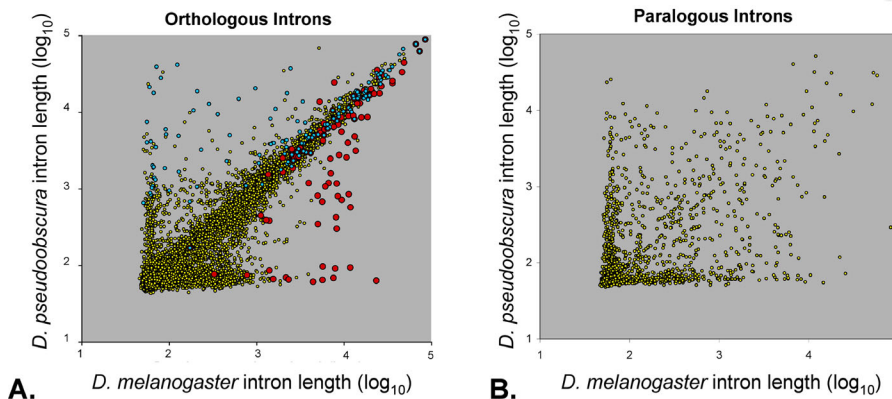 Orthologous Introns
D. pseudoobscura intron length (log10)
5
4
3
2
1
1
2
3
4
5
A.
D. melanogaster intron length (log10)
Paralogous Introns
D. pseudoobscura intron length (log10)
5
4
3
2
1
1
2
3
4
B.
D. melanogaster intron length (log10)